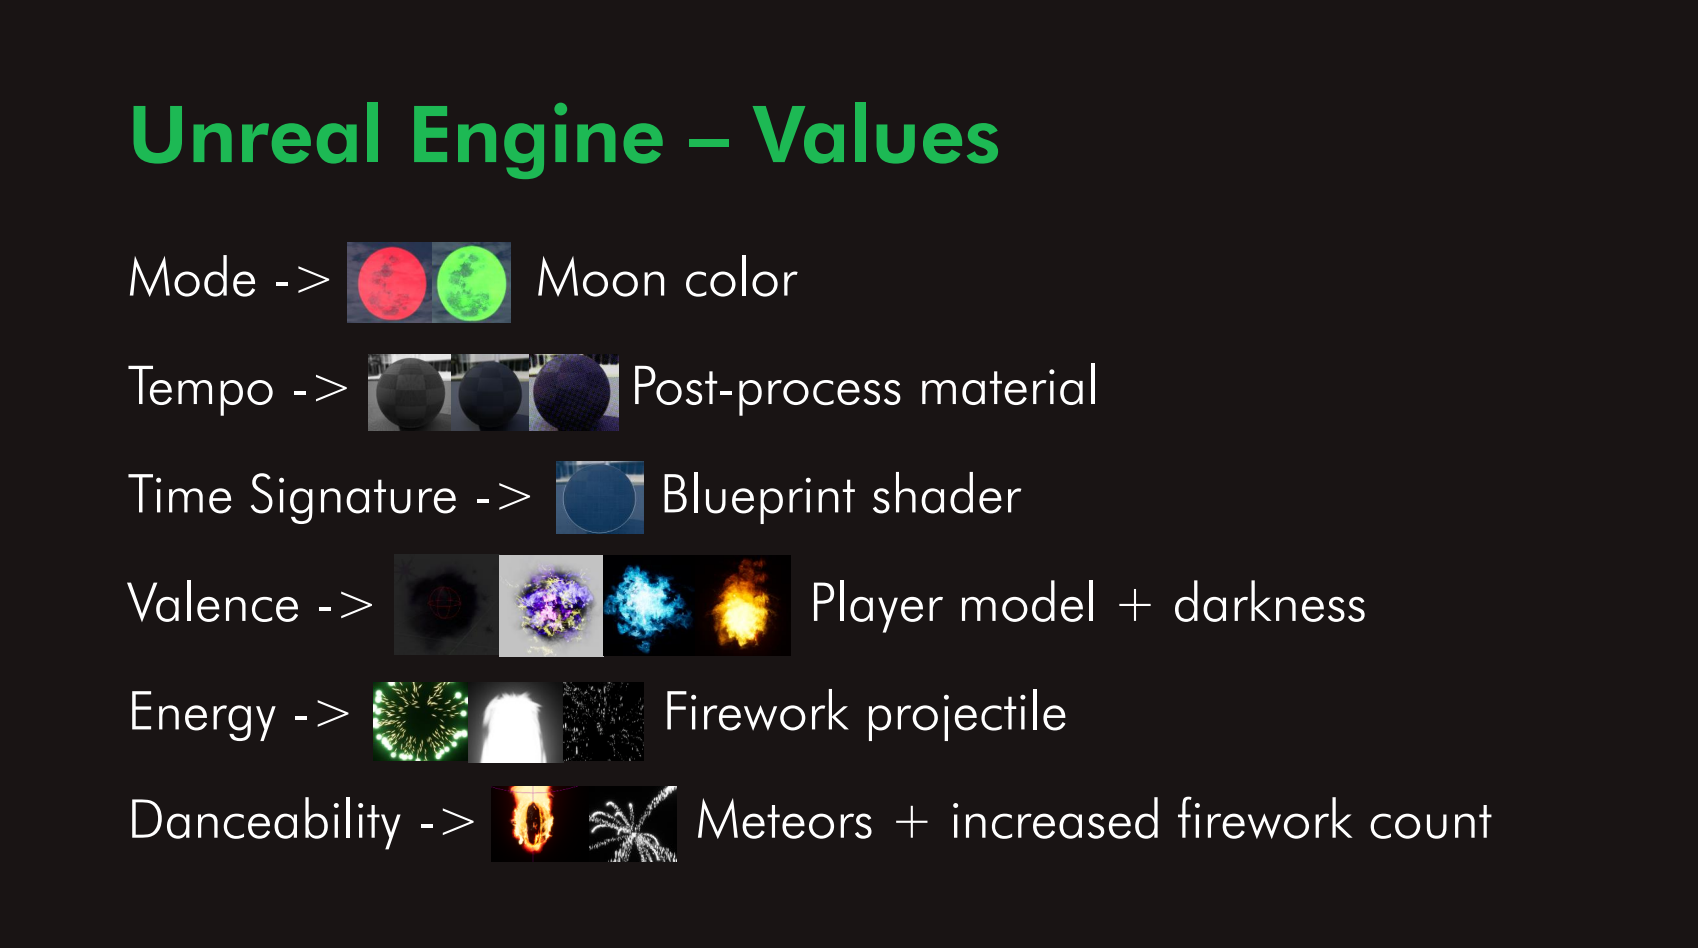 Unreal Engine – Values
Mode -> Moon color
Tempo -> Post-process material
Time Signature -> Blueprint shader
Valence -> Player model + darkness
Energy -> Firework projectile
Danceability -> Meteors + increased firework count